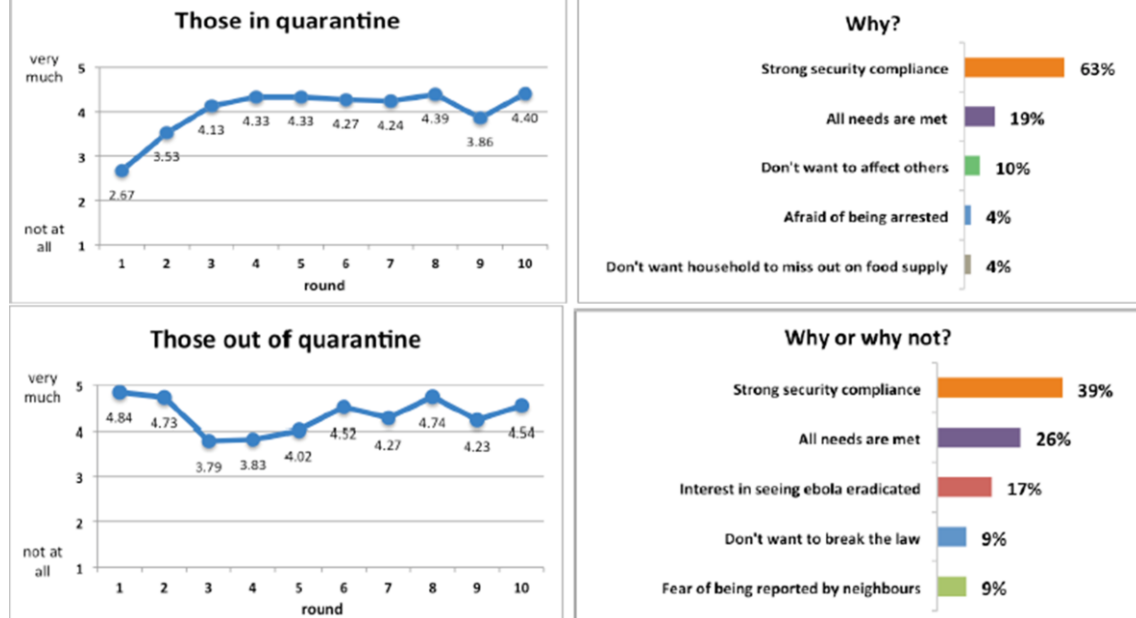 Those in quarantine
very
much
5
4
3
2
not at
all
1
2.67
3.53
4.13
4.33
4.33
4.27
4.24
4.39
3.86
4.40
1 2 3 4 5 6 7 8 9 10
round
Why?
Strong security compliance 63%
All needs are met 19%
Don't want to affect others 10%
Afraid of being arrested 4%
Don't want household to miss out on food supply 4%
Those out of quarantine
very
much
5
4
3
2
not at
all
1
4.84
4.73
3.79
3.83
4.02
4.52
4.27
4.74
4.23
4.54
1 2 3 4 5 6 7 8 9 10
round
Why or why not?
Strong security compliance 39%
All needs are met 26%
Interest in seeing ebola eradicated 17%
Don't want to break the law 9%
Fear of being reported by neighbours 9%